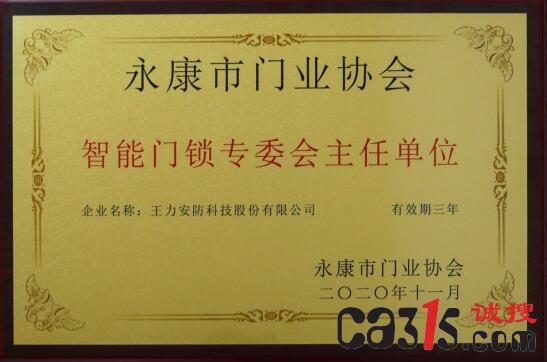 永康市门业协会
智能门锁专委会主任单位
企业名称：王力安防科技股份有限公司 有效期三年
永康市门业协会
二〇二〇年十一月
诚搜
ca315